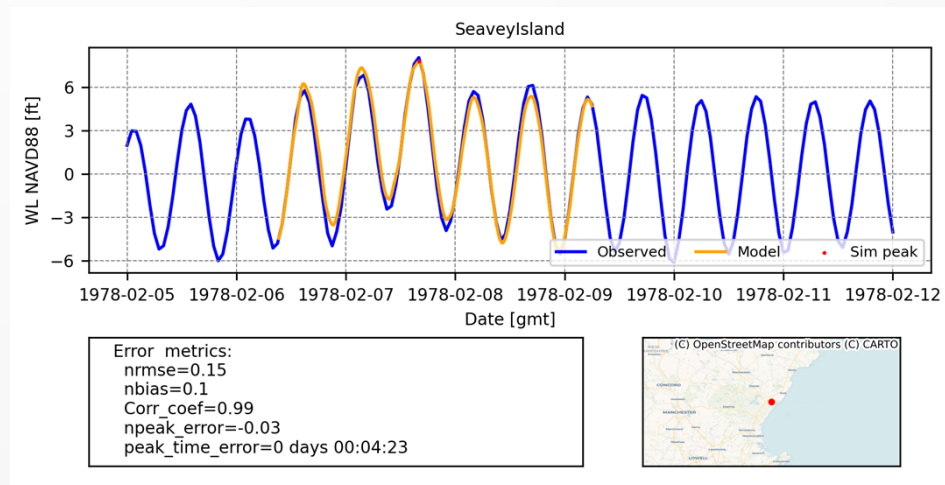 SeaveyIsland
WL NAVD88 [ft]
6
3
0
−3
−6
Observed Model Sim peak
1978-02-05 1978-02-06 1978-02-07 1978-02-08 1978-02-09 1978-02-10 1978-02-11 1978-02-12
Date [gmt]
Error metrics:
nrmse=0.15
nbias=0.1
Corr_coef=0.99
npeak_error=-0.03
peak_time_error=0 days 00:04:23
(C) OpenStreetMap contributors (C) CARTO
CONCORD
MANCHESTER
LOWELL